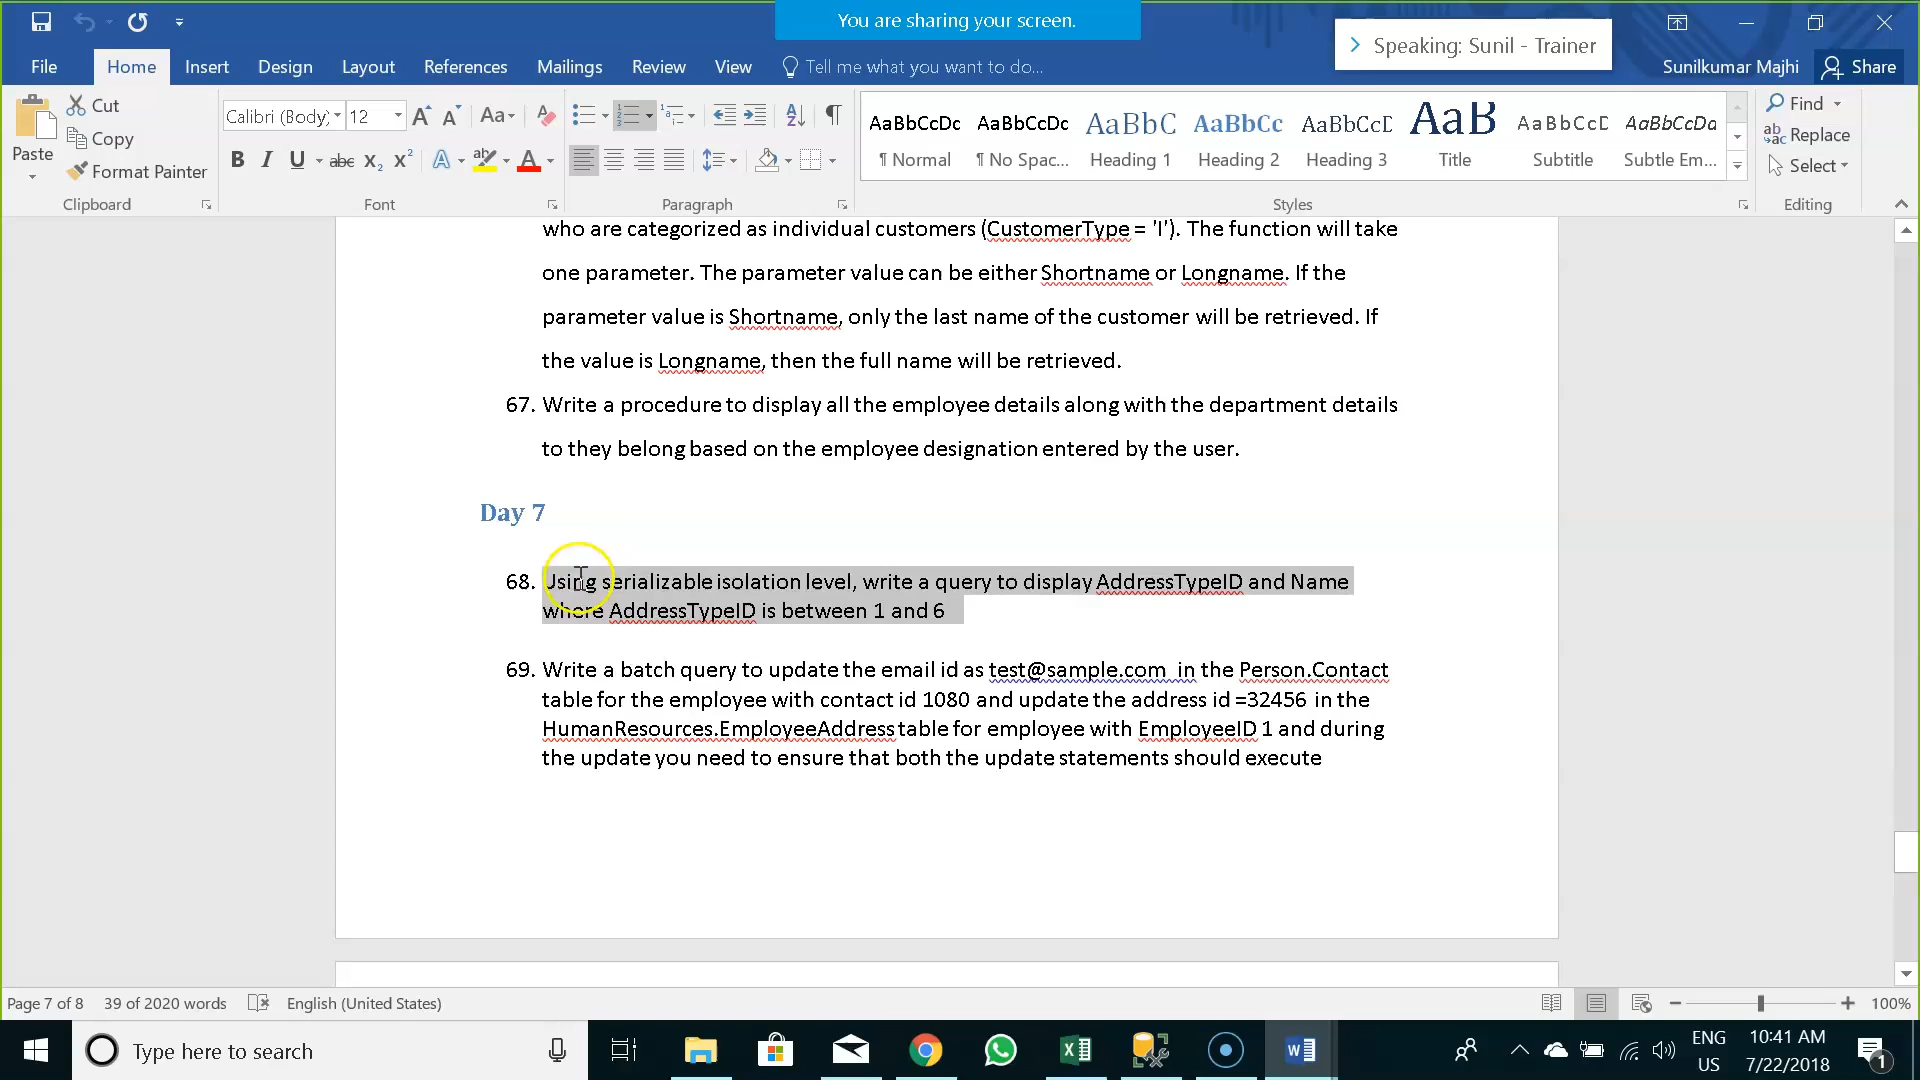 You are sharing your screen.
Speaking: Sunil - Trainer
File Home Insert Design Layout References Mailings Review View Tell me what you want to do... Sunilkumar Majhi Share
Paste Cut Copy Format Painter
Calibri (Body) 12
AaBbCcDc AaBbCcDc AaBbC AaBbCc AaBbCcD AaB AaBbCcD AaBbCcDa
¶ Normal ¶ No Spac... Heading 1 Heading 2 Heading 3 Title Subtitle Subtle Em...
Find
Replace
Select
Clipboard Font Paragraph Styles Editing
who are categorized as individual customers (CustomerType = 'I'). The function will take
one parameter. The parameter value can be either Shortname or Longname. If the
parameter value is Shortname, only the last name of the customer will be retrieved. If
the value is Longname, then the full name will be retrieved.
67. Write a procedure to display all the employee details along with the department details
to they belong based on the employee designation entered by the user.
Day 7
68. Using serializable isolation level, write a query to display AddressTypeID and Name
where AddressTypeID is between 1 and 6
69. Write a batch query to update the email id as test@sample.com in the Person.Contact
table for the employee with contact id 1080 and update the address id =32456 in the
HumanResources.EmployeeAddress table for employee with EmployeeID 1 and during
the update you need to ensure that both the update statements should execute
Page 7 of 8 39 of 2020 words English (United States) 100%
Type here to search
ENG
US
10:41 AM
7/22/2018
1